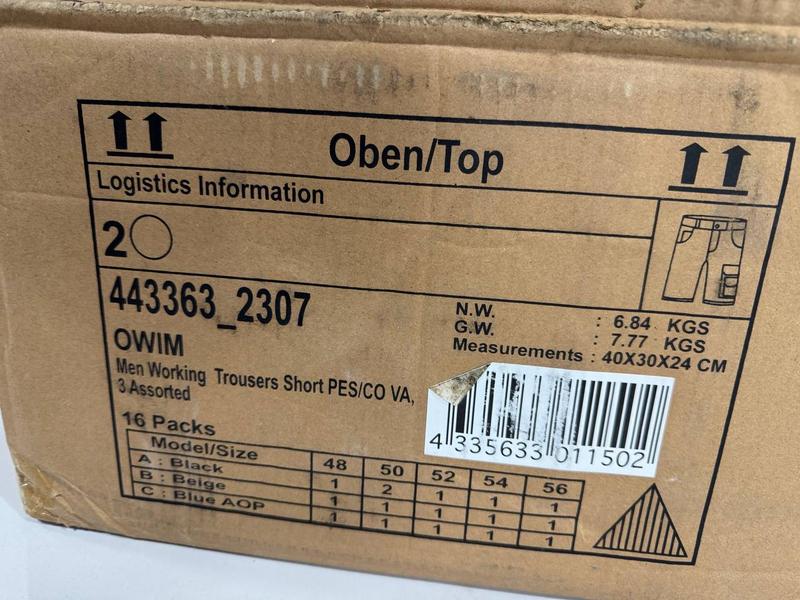 Oben/Top
Logistics Information
2
443363_2307
OWIM
Men Working Trousers Short PES/CO VA,
3 Assorted
N.W. : 6.84 KGS
G.W. : 7.77 KGS
Measurements : 40X30X24 CM
4 335633 011502
16 Packs
Model/Size 48 50 52 54 56
A : Black 1 2 1 1 1
B : Beige 1 1 1 1 1
C : Blue AOP 1 1 1 1 1